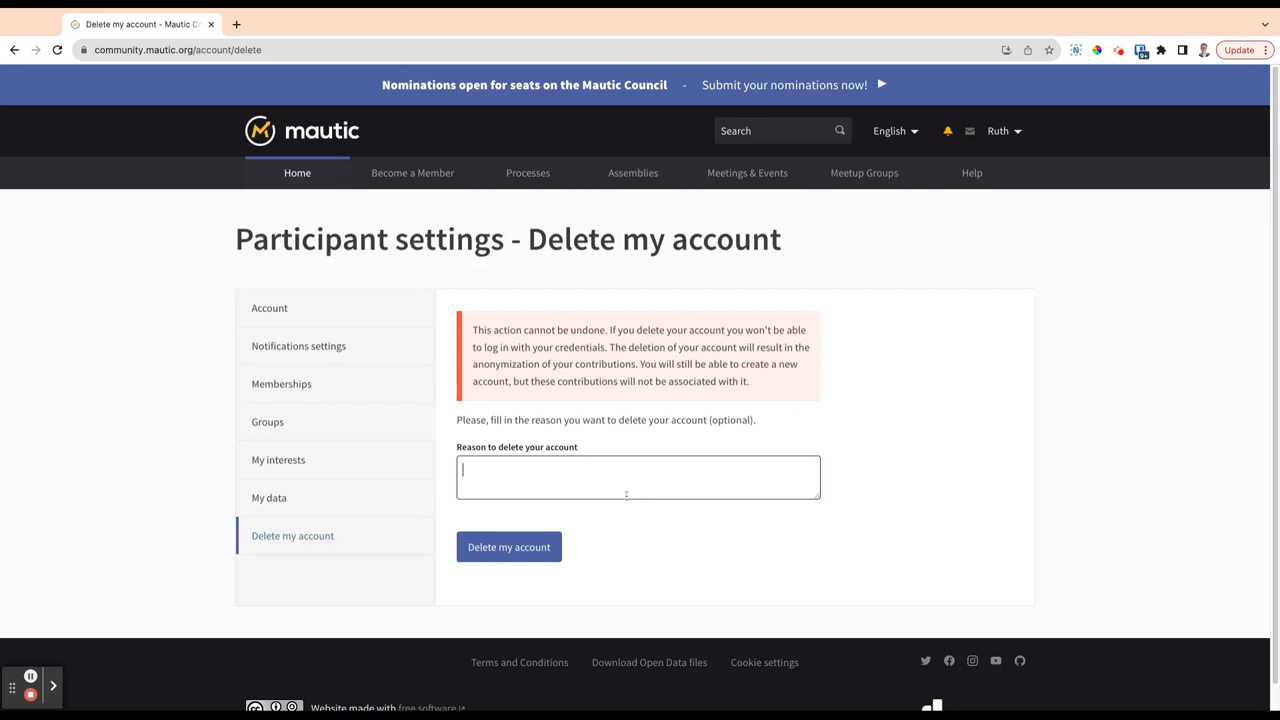 Delete my account - Mautic Co
community.mautic.org/account/delete
Update
Nominations open for seats on the Mautic Council - Submit your nominations now!
mautic
Search
English
Ruth
Home
Become a Member
Processes
Assemblies
Meetings & Events
Meetup Groups
Help
Participant settings - Delete my account
Account
Notifications settings
Memberships
Groups
My interests
My data
Delete my account
This action cannot be undone. If you delete your account you won't be able
to log in with your credentials. The deletion of your account will result in the
anonymization of your contributions. You will still be able to create a new
account, but these contributions will not be associated with it.
Please, fill in the reason you want to delete your account (optional).
Reason to delete your account
Delete my account
Terms and Conditions
Download Open Data files
Cookie settings
Website made with free software